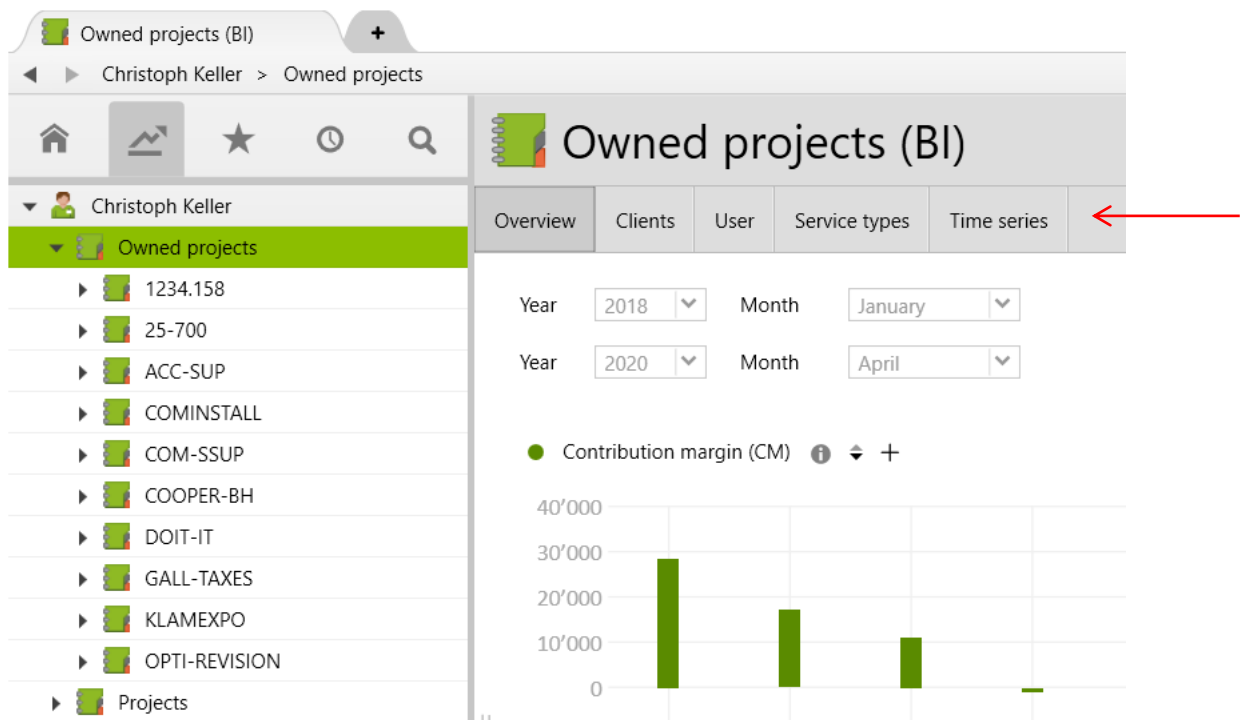 Owned projects (BI)
Christoph Keller > Owned projects
Owned projects (BI)
Christoph Keller
Owned projects
1234.158
25-700
ACC-SUP
COMINSTALL
COM-SSUP
COOPER-BH
DOIT-IT
GALL-TAXES
KLAMEXPO
OPTI-REVISION
Projects
Overview Clients User Service types Time series
Year 2018 Month January
Year 2020 Month April
Contribution margin (CM)
40’000
30’000
20’000
10’000
0